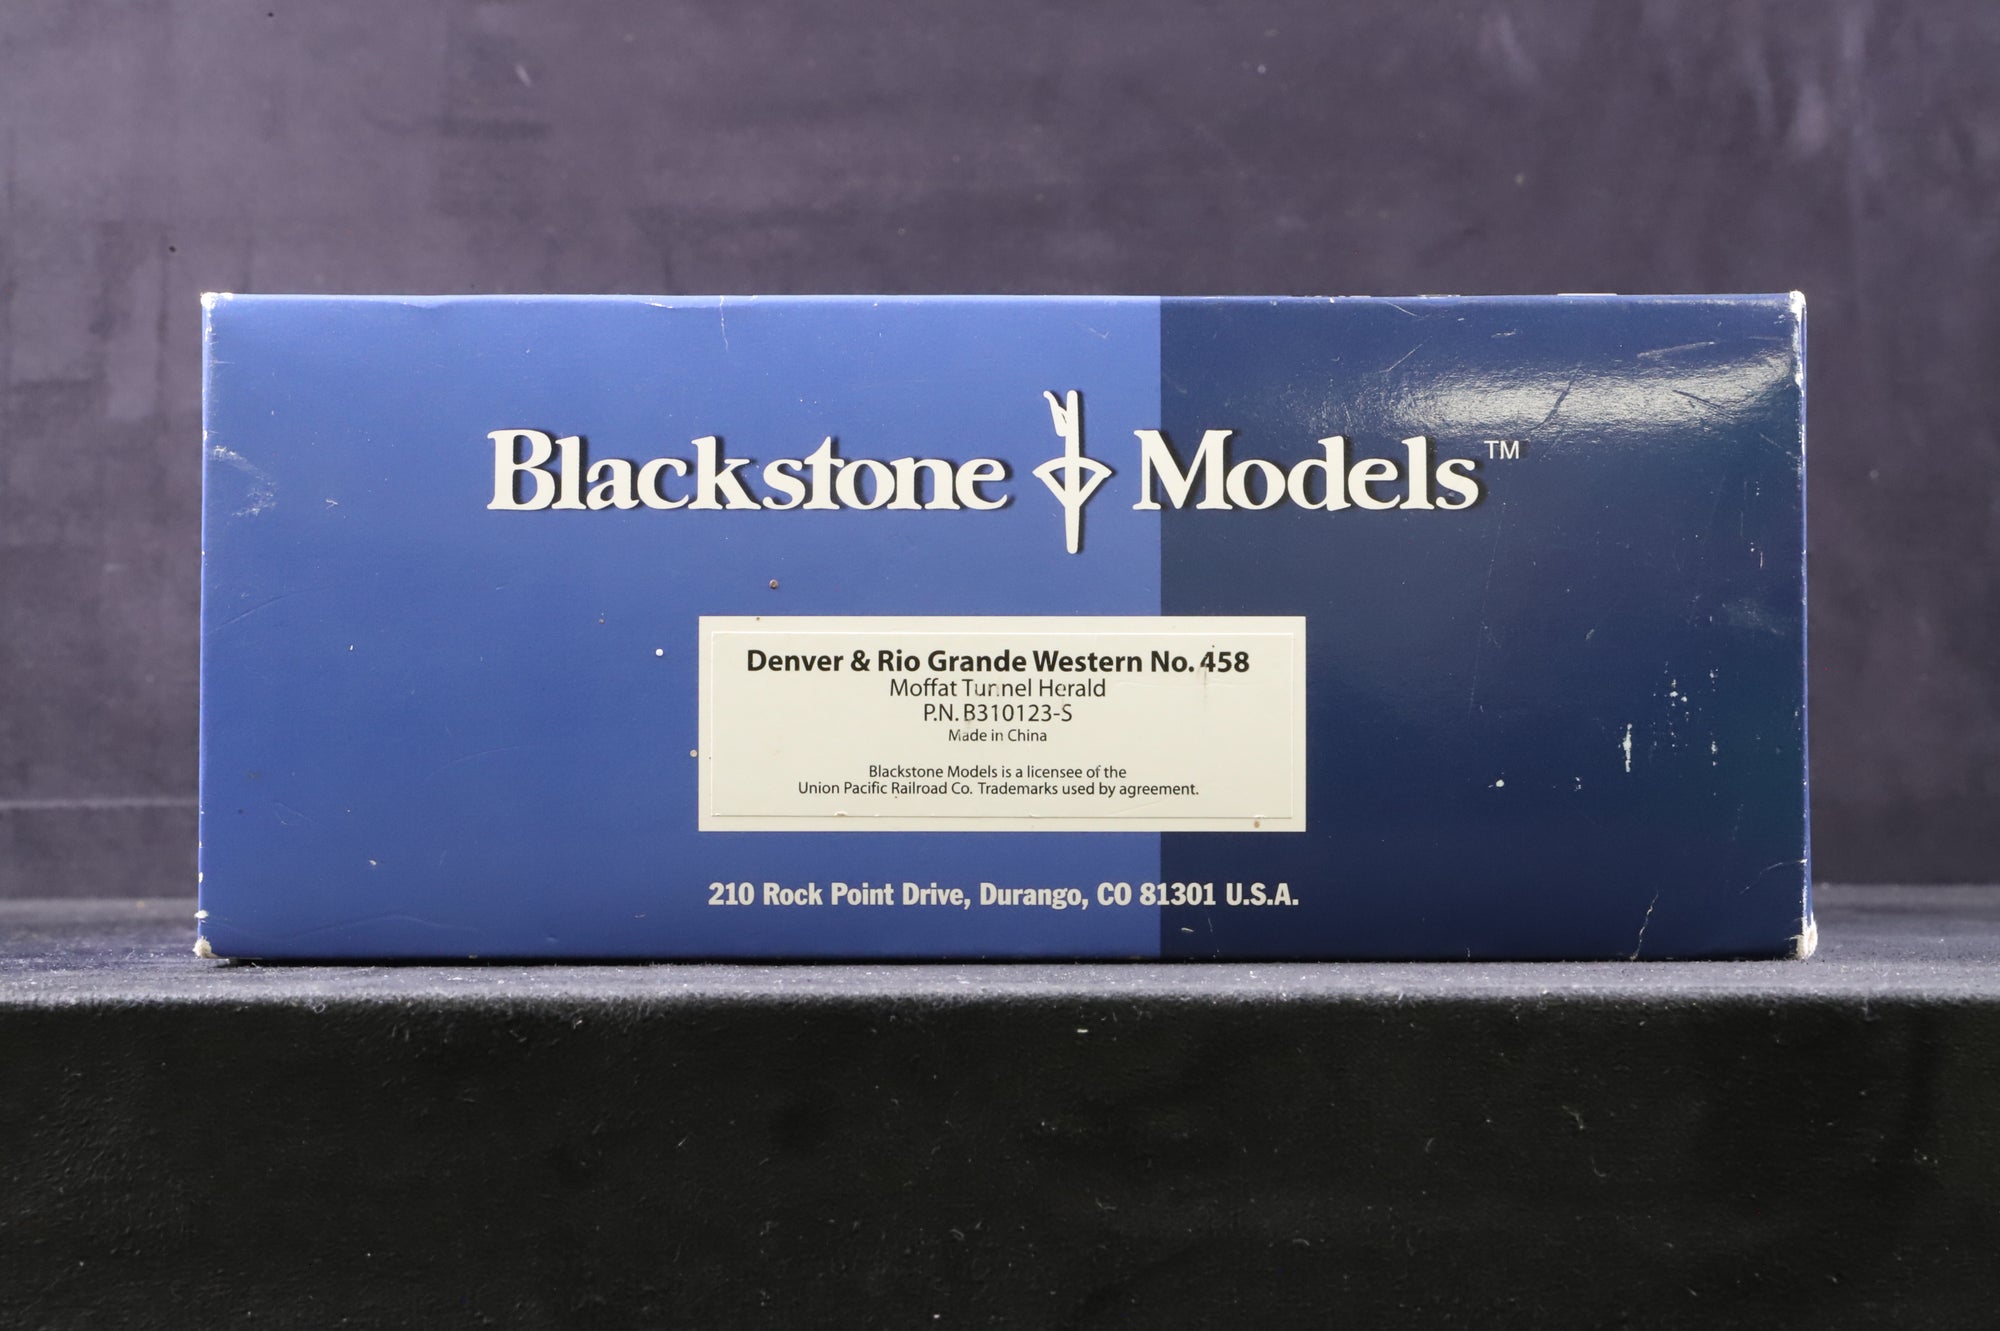 Blackstone Models™
Denver & Rio Grande Western No. 458
Moffat Tunnel Herald
P.N. B310123-S
Made in China
Blackstone Models is a licensee of the
Union Pacific Railroad Co. Trademarks used by agreement.
210 Rock Point Drive, Durango, CO 81301 U.S.A.